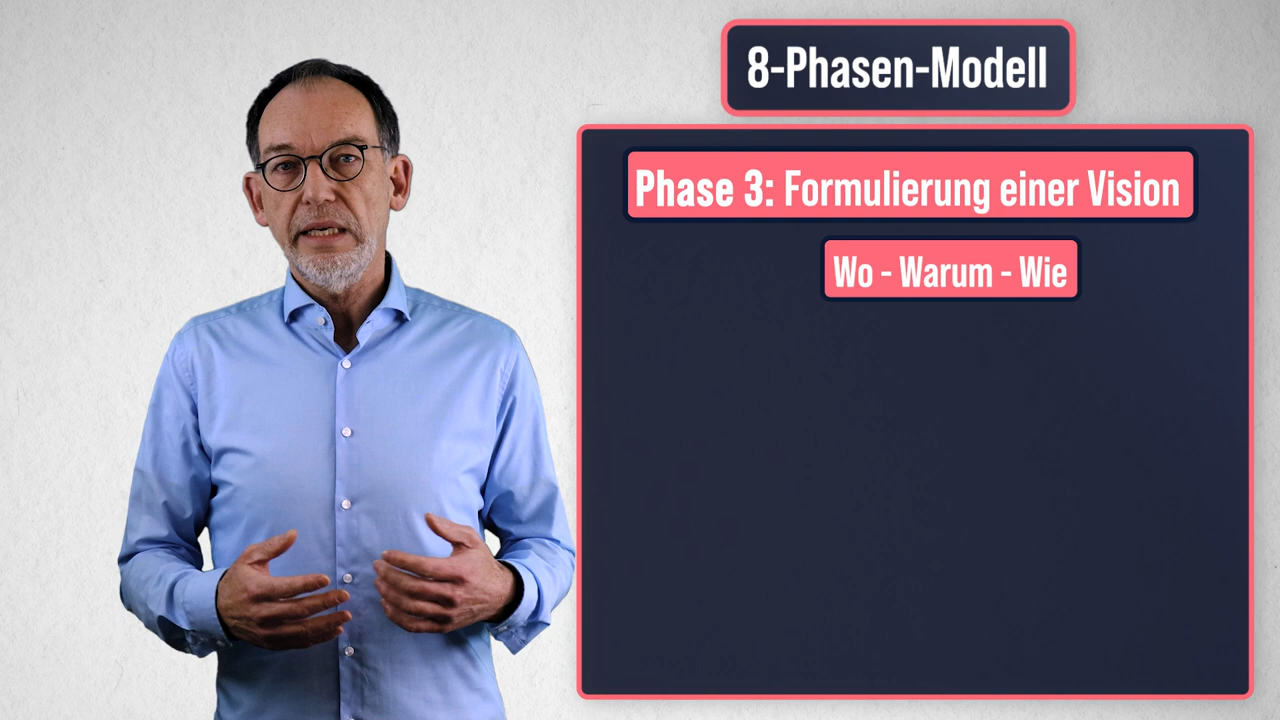 8-Phasen-Modell
Phase 3: Formulierung einer Vision
Wo - Warum - Wie